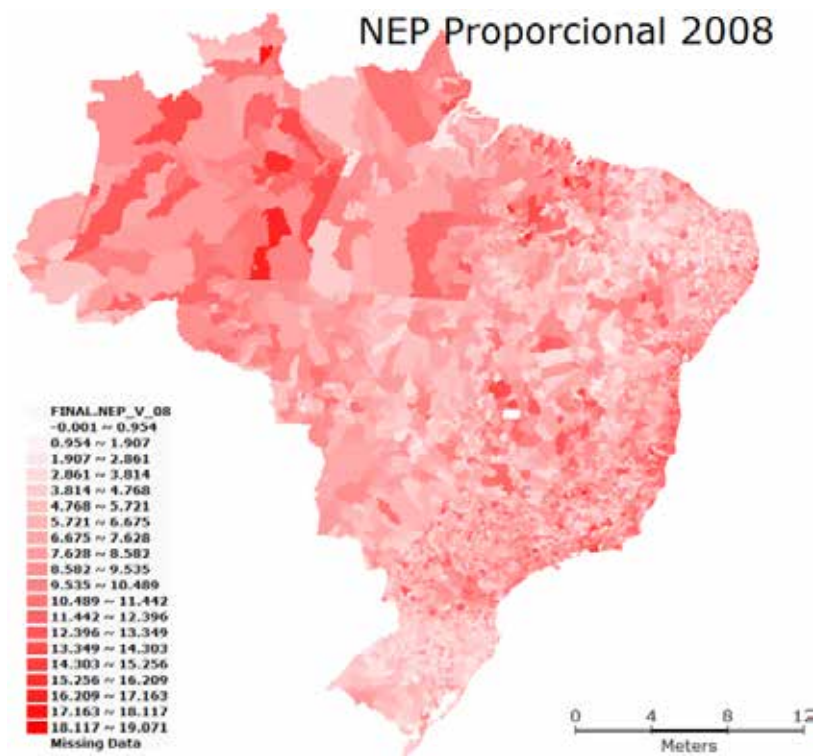 NEP Proporcional 2008
FINAL.NEP_V_08
-0.001 ~ 0.954
0.954 ~ 1.907
1.907 ~ 2.861
2.861 ~ 3.814
3.814 ~ 4.768
4.768 ~ 5.721
5.721 ~ 6.675
6.675 ~ 7.628
7.628 ~ 8.582
8.582 ~ 9.535
9.535 ~ 10.489
10.489 ~ 11.442
11.442 ~ 12.396
12.396 ~ 13.349
13.349 ~ 14.303
14.303 ~ 15.256
15.256 ~ 16.209
16.209 ~ 17.163
17.163 ~ 18.117
18.117 ~ 19.071
Missing Data
0 4 8 12
Meters